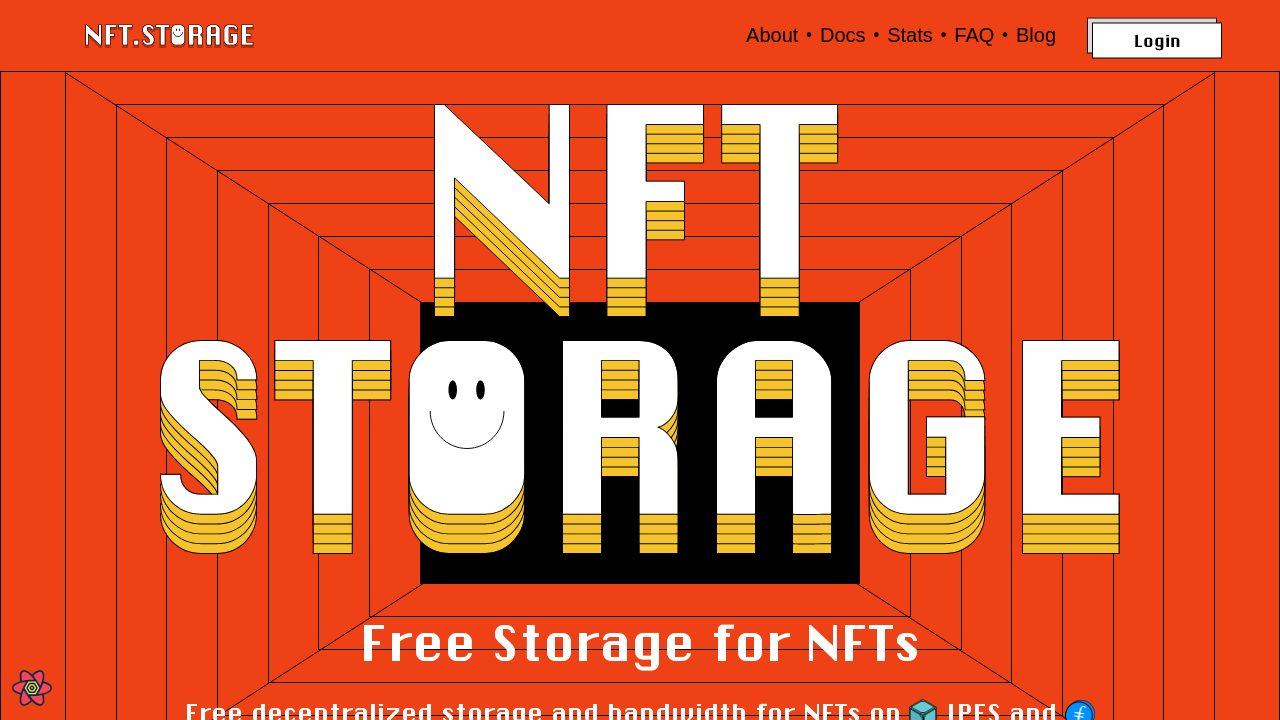 NFT.STORAGE
About • Docs • Stats • FAQ • Blog
Login
NFT
STORAGE
Free Storage for NFTs
Free decentralized storage and bandwidth for NFTs on IPFS and